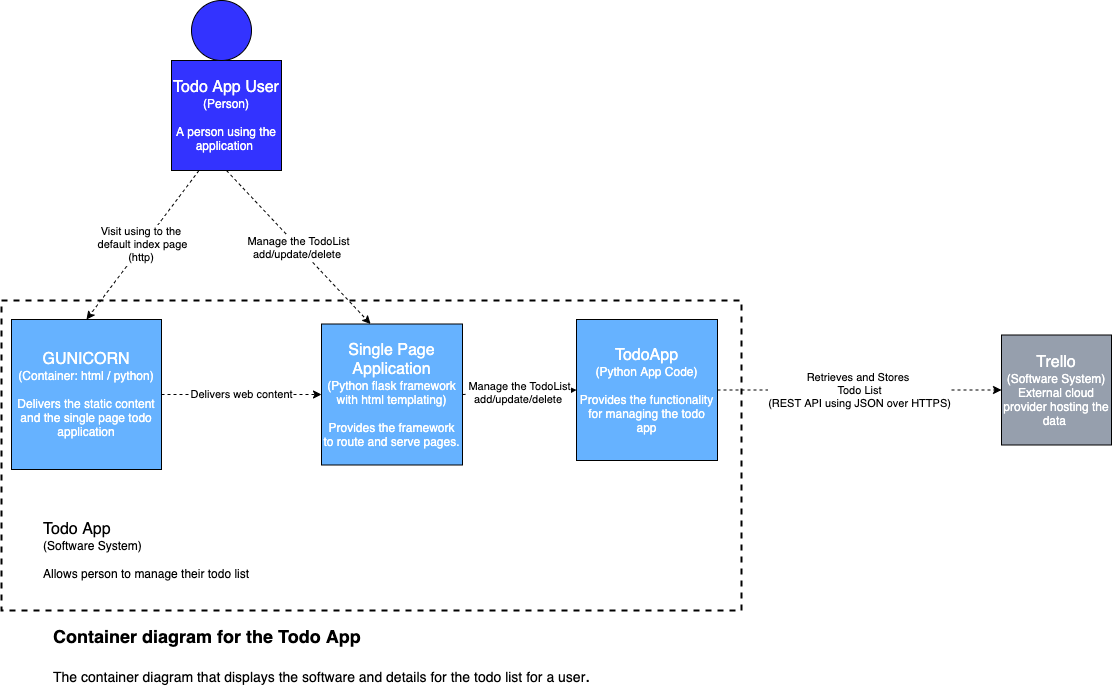 Todo App User
(Person)
A person using the
application
Visit using to the
default index page
(http)
Manage the TodoList
add/update/delete
GUNICORN
(Container: html / python)
Delivers the static content
and the single page todo
application
Delivers web content
Single Page
Application
(Python flask framework
with html templating)
Provides the framework
to route and serve pages.
Manage the TodoList
add/update/delete
TodoApp
(Python App Code)
Provides the functionality
for managing the todo
app
Retrieves and Stores
Todo List
(REST API using JSON over HTTPS)
Trello
(Software System)
External cloud
provider hosting the
data
Todo App
(Software System)
Allows person to manage their todo list
Container diagram for the Todo App
The container diagram that displays the software and details for the todo list for a user.